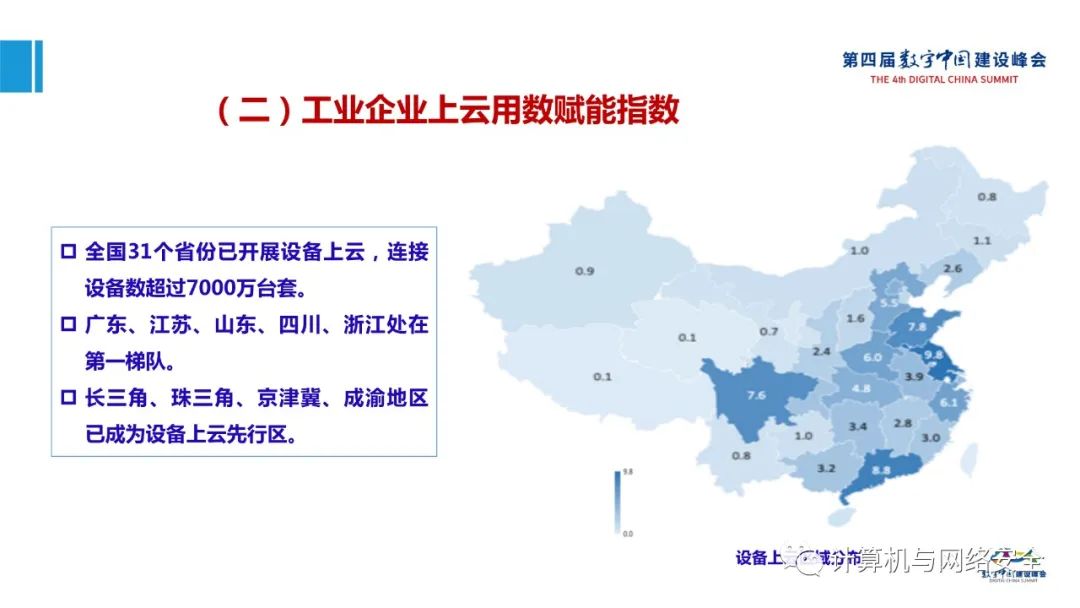 第四届数字中国建设峰会
THE 4th DIGITAL CHINA SUMMIT
（二）工业企业上云用数赋能指数
全国31个省份已开展设备上云，连接
设备数超过7000万台套。
广东、江苏、山东、四川、浙江处在
第一梯队。
长三角、珠三角、京津冀、成渝地区
已成为设备上云先行区。
0.8
1.1
1.0
2.6
0.9
5.5
1.6
7.8
0.7
0.1
2.4
6.0
9.8
0.1
3.9
7.6
4.8
6.1
3.4
2.8
1.0
3.0
0.8
3.2
8.8
9.8
0.0
设备上云区域分布
计算机与网络安全
数字中国建设峰会
DIGITAL CHINA SUMMIT